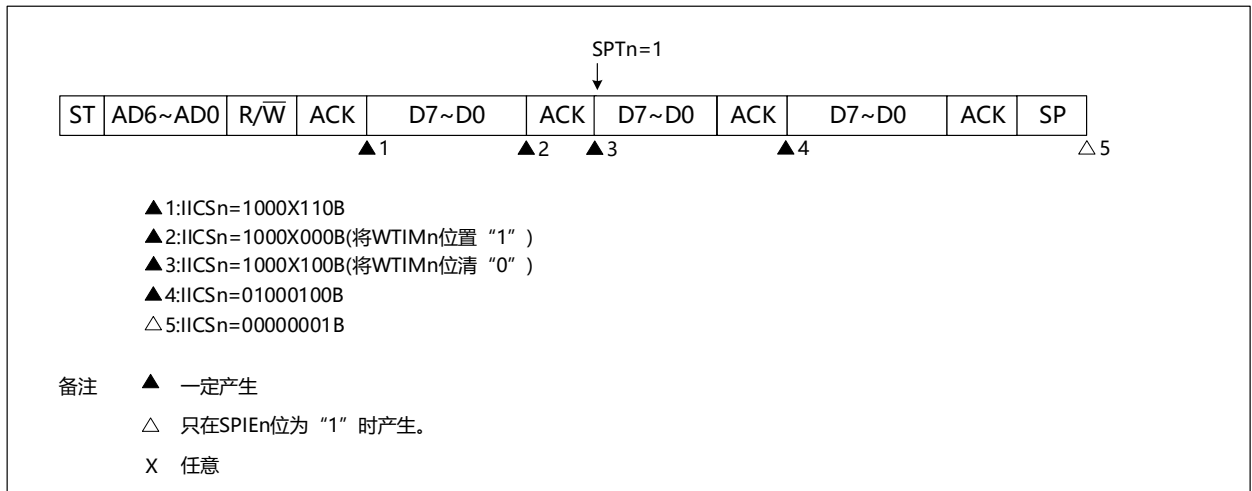 SPTn=1
ST AD6~AD0 R/W̅ ACK D7~D0 ACK D7~D0 ACK D7~D0 ACK SP
▲1 ▲2 ▲3 ▲4 △5
▲1:IICSn=1000X110B
▲2:IICSn=1000X000B(将WTIMn位置“1”)
▲3:IICSn=1000X100B(将WTIMn位清“0”)
▲4:IICSn=01000100B
△5:IICSn=00000001B
备注 ▲ 一定产生
△ 只在SPIEn位为“1”时产生。
X 任意